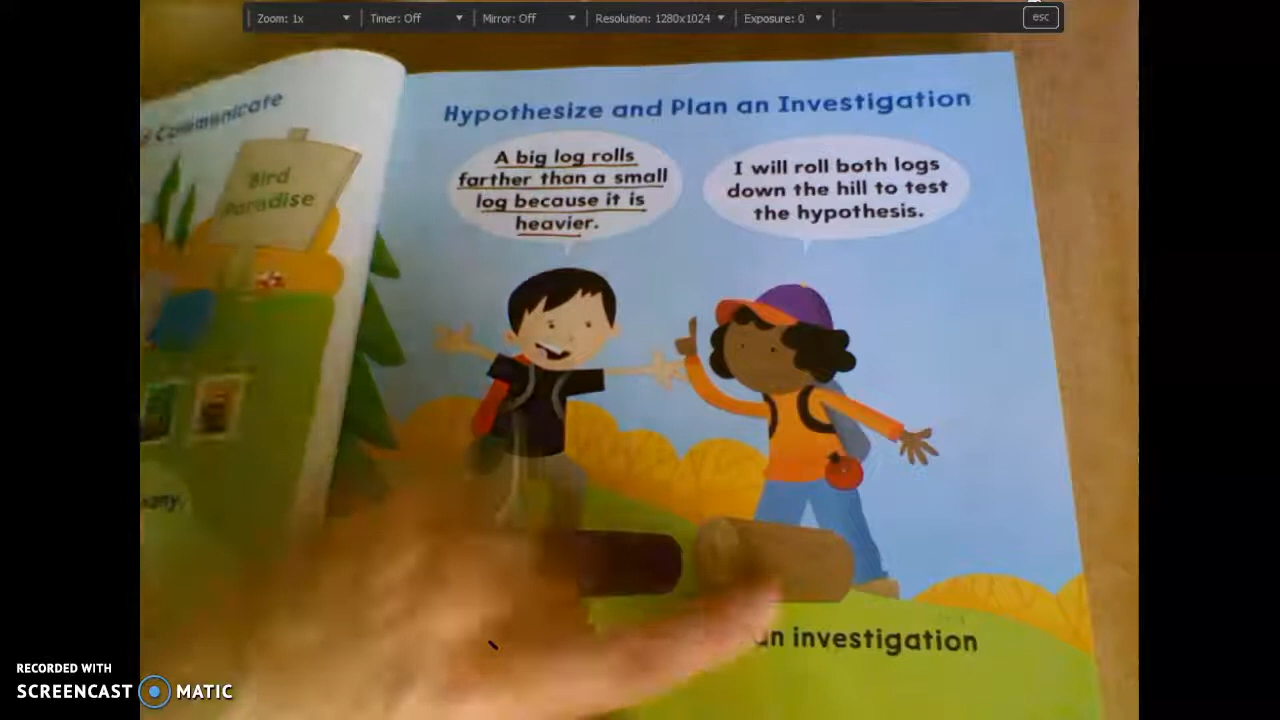 Zoom: 1x Timer: Off Mirror: Off Resolution: 1280x1024 Exposure: 0 esc
Communicate
Bird
Paradise
Hypothesize and Plan an Investigation
A big log rolls
farther than a small
log because it is
heavier.
I will roll both logs
down the hill to test
the hypothesis.
an investigation
RECORDED WITH
SCREENCAST MATIC